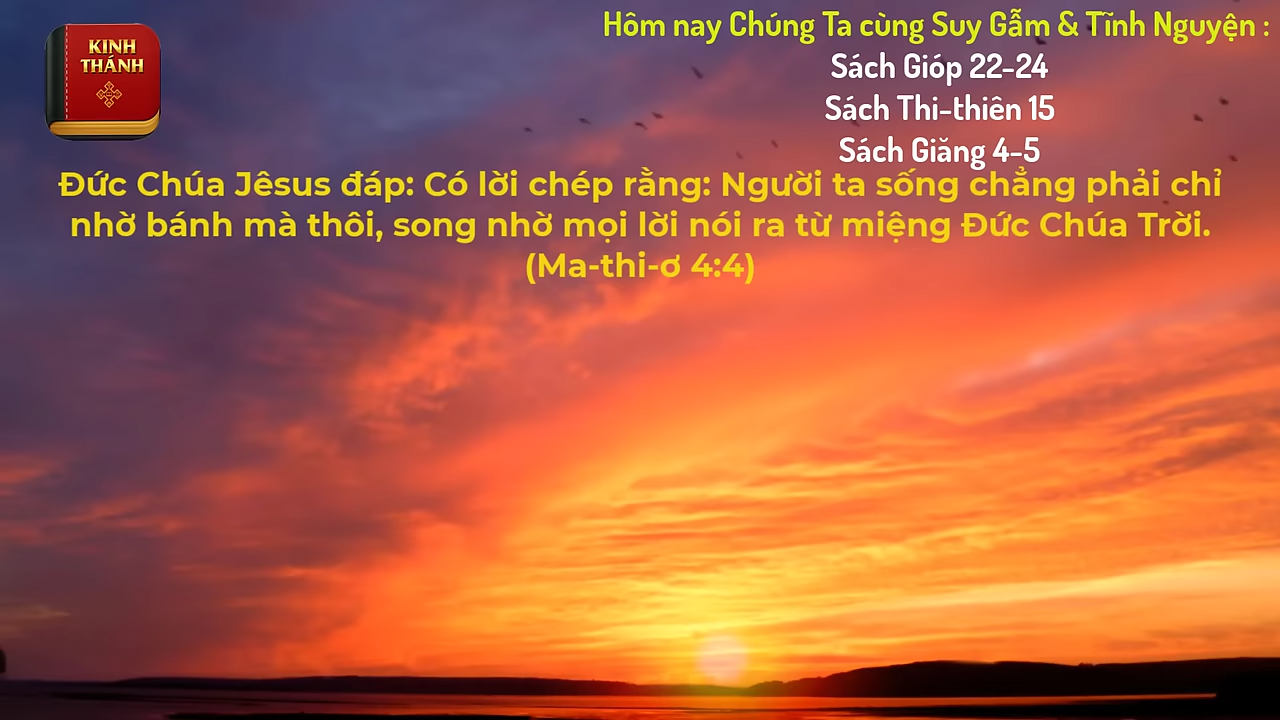 KINH
THÁNH
Hôm nay Chúng Ta cùng Suy Gẫm & Tĩnh Nguyện :
Sách Gióp 22-24
Sách Thi-thiên 15
Sách Giăng 4-5
Đức Chúa Jêsus đáp: Có lời chép rằng: Người ta sống chẳng phải chỉ
nhờ bánh mà thôi, song nhờ mọi lời nói ra từ miệng Đức Chúa Trời.
(Ma-thi-ơ 4:4)